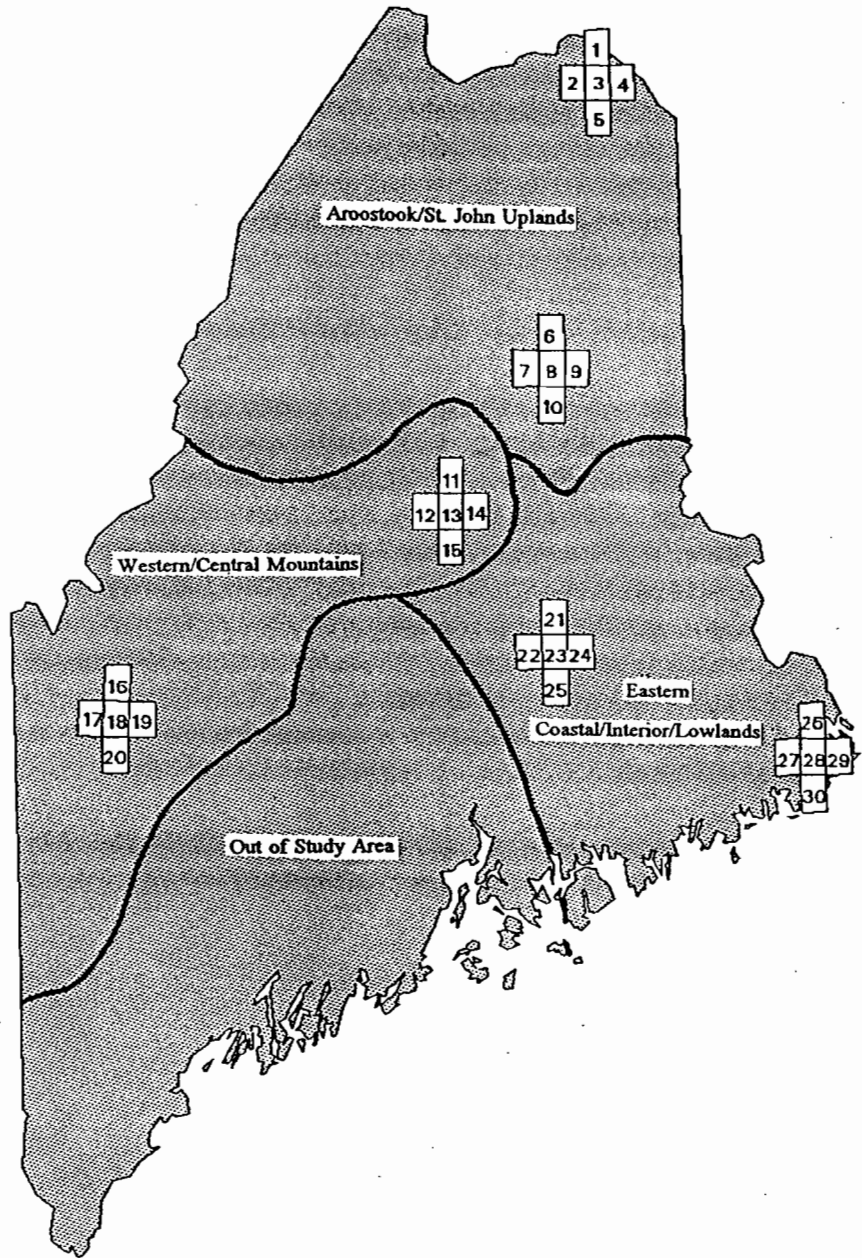 1
2 3 4
5
Aroostook/St. John Uplands
6
7 8 9
10
11
12 13 14
15
Western/Central Mountains
21
22 23 24
25
16
17 18 19
20
Eastern
Coastal/Interior/Lowlands
26
27 28 29
30
Out of Study Area